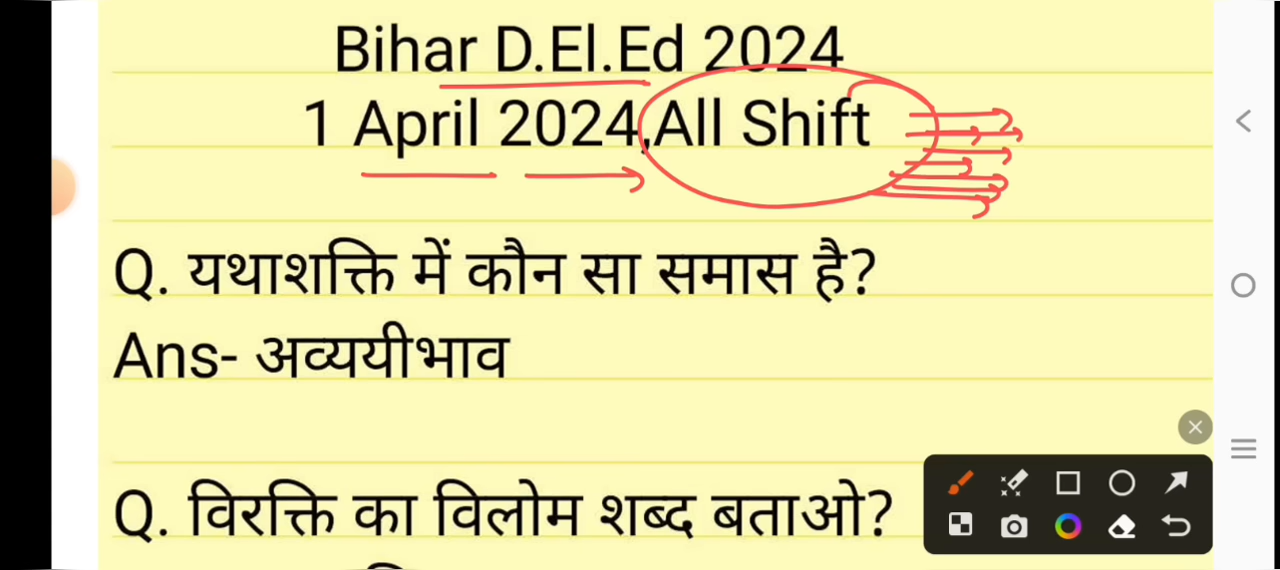 Bihar D.El.Ed 2024
1 April 2024,All Shift
Q. यथाशक्ति में कौन सा समास है?
Ans- अव्ययीभाव
Q. विरक्ति का विलोम शब्द बताओ?